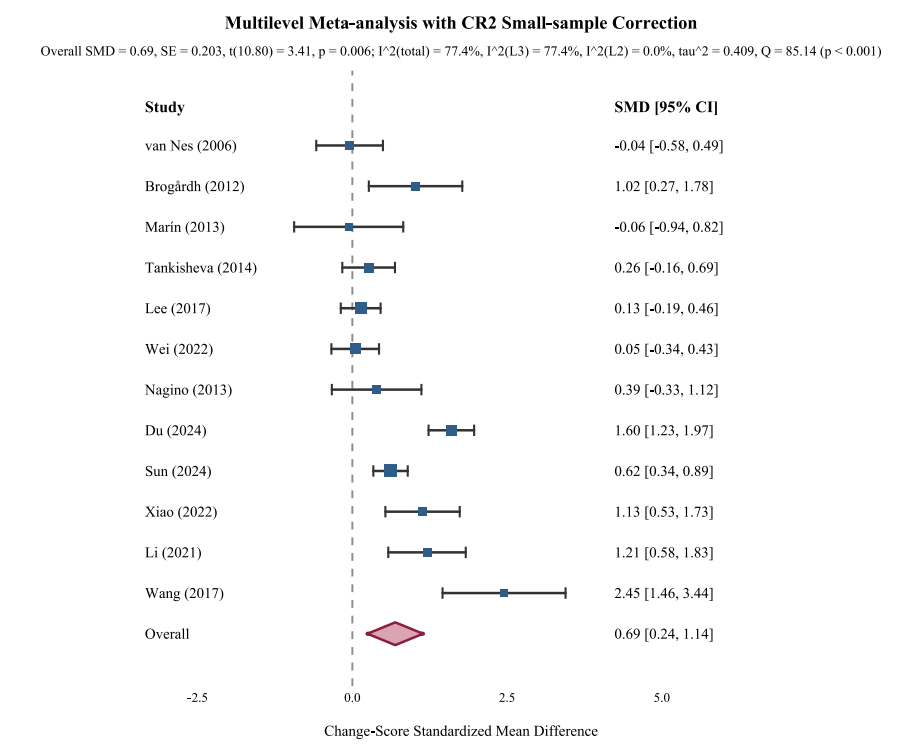 Multilevel Meta-analysis with CR2 Small-sample Correction
Overall SMD = 0.69, SE = 0.203, t(10.80) = 3.41, p = 0.006; I^2(total) = 77.4%, I^2(L3) = 77.4%, I^2(L2) = 0.0%, tau^2 = 0.409, Q = 85.14 (p < 0.001)
Study SMD [95% CI]
van Nes (2006) -0.04 [-0.58, 0.49]
Brogårdh (2012) 1.02 [0.27, 1.78]
Marín (2013) -0.06 [-0.94, 0.82]
Tankisheva (2014) 0.26 [-0.16, 0.69]
Lee (2017) 0.13 [-0.19, 0.46]
Wei (2022) 0.05 [-0.34, 0.43]
Nagino (2013) 0.39 [-0.33, 1.12]
Du (2024) 1.60 [1.23, 1.97]
Sun (2024) 0.62 [0.34, 0.89]
Xiao (2022) 1.13 [0.53, 1.73]
Li (2021) 1.21 [0.58, 1.83]
Wang (2017) 2.45 [1.46, 3.44]
Overall 0.69 [0.24, 1.14]
-2.5 0.0 2.5 5.0
Change-Score Standardized Mean Difference